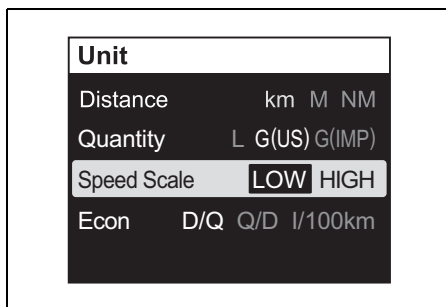 Unit
Distance km M NM
Quantity L G(US) G(IMP)
Speed Scale LOW HIGH
Econ D/Q Q/D l/100km